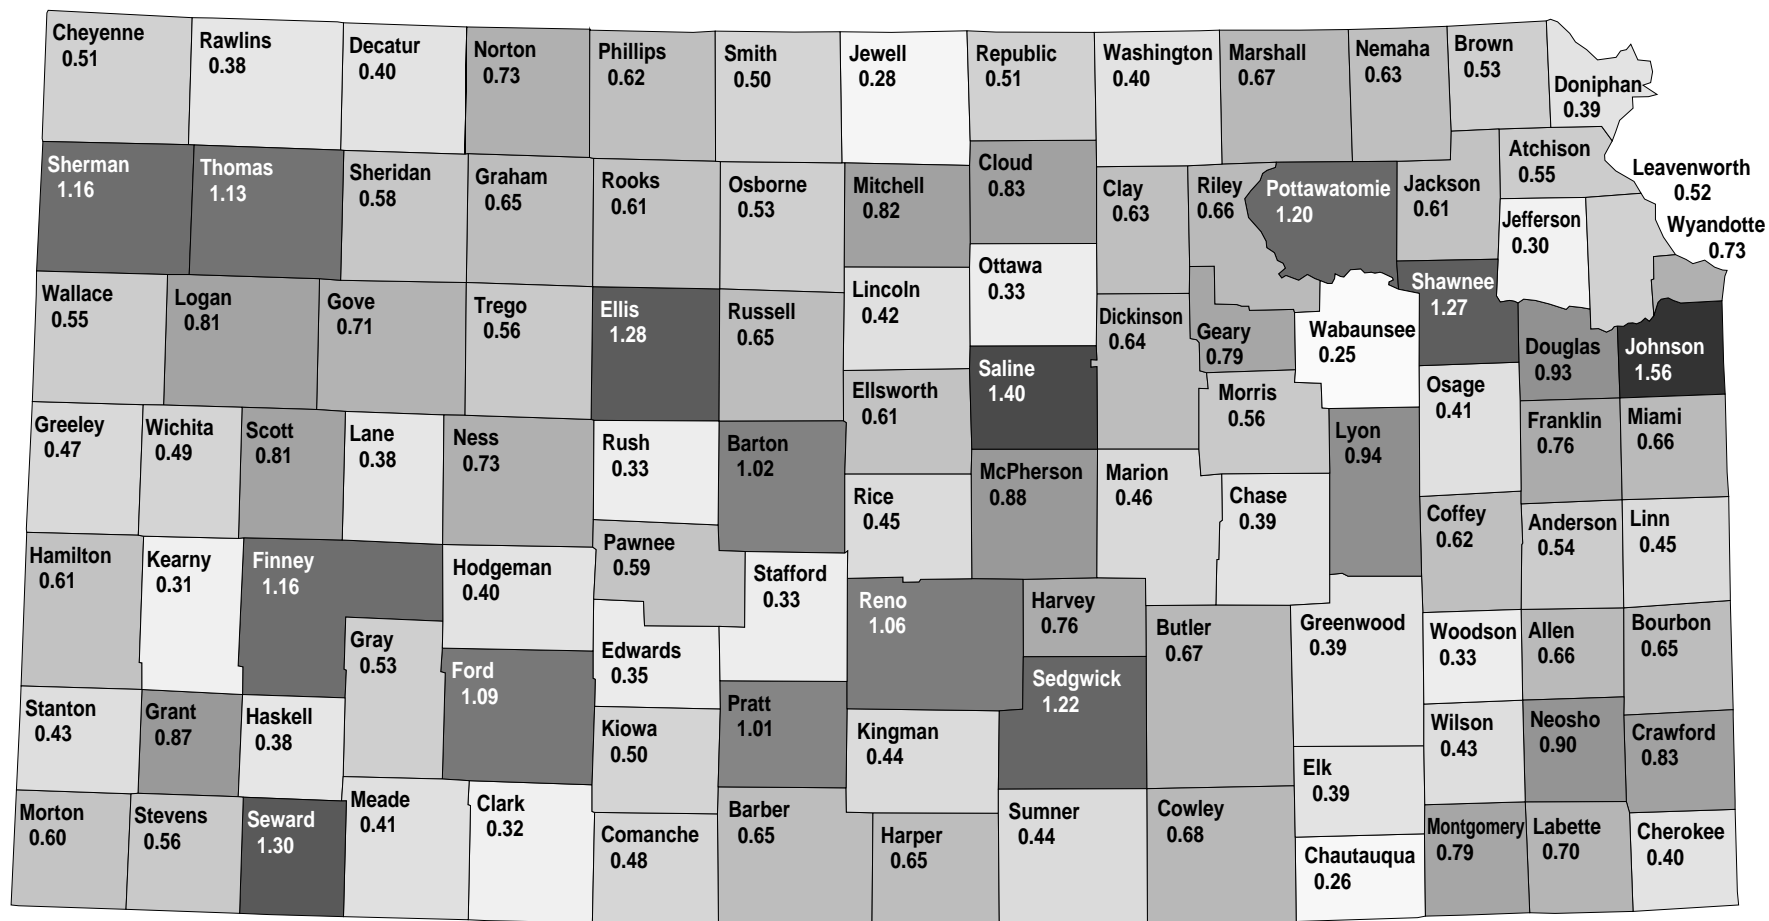 Cheyenne
0.51
Rawlins
0.38
Decatur
0.40
Norton
0.73
Phillips
0.62
Smith
0.50
Jewell
0.28
Republic
0.51
Washington
0.40
Marshall
0.67
Nemaha
0.63
Brown
0.53
Doniphan
0.39
Sherman
1.16
Thomas
1.13
Sheridan
0.58
Graham
0.65
Rooks
0.61
Osborne
0.53
Mitchell
0.82
Cloud
0.83
Clay
0.63
Riley
0.66
Pottawatomie
1.20
Jackson
0.61
Atchison
0.55
Leavenworth
0.52
Jefferson
0.30
Wyandotte
0.73
Wallace
0.55
Logan
0.81
Gove
0.71
Trego
0.56
Ellis
1.28
Russell
0.65
Lincoln
0.42
Ottawa
0.33
Dickinson
0.64
Geary
0.79
Wabaunsee
0.25
Shawnee
1.27
Douglas
0.93
Johnson
1.56
Ellsworth
0.61
Saline
1.40
Morris
0.56
Osage
0.41
Greeley
0.47
Wichita
0.49
Scott
0.81
Lane
0.38
Ness
0.73
Rush
0.33
Barton
1.02
Rice
0.45
McPherson
0.88
Marion
0.46
Chase
0.39
Lyon
0.94
Franklin
0.76
Miami
0.66
Coffey
0.62
Anderson
0.54
Linn
0.45
Hamilton
0.61
Kearny
0.31
Finney
1.16
Hodgeman
0.40
Pawnee
0.59
Stafford
0.33
Reno
1.06
Harvey
0.76
Butler
0.67
Greenwood
0.39
Woodson
0.33
Allen
0.66
Bourbon
0.65
Gray
0.53
Ford
1.09
Edwards
0.35
Sedgwick
1.22
Stanton
0.43
Grant
0.87
Haskell
0.38
Kiowa
0.50
Pratt
1.01
Kingman
0.44
Elk
0.39
Wilson
0.43
Neosho
0.90
Crawford
0.83
Morton
0.60
Stevens
0.56
Seward
1.30
Meade
0.41
Clark
0.32
Comanche
0.48
Barber
0.65
Harper
0.65
Sumner
0.44
Cowley
0.68
Chautauqua
0.26
Montgomery
0.79
Labette
0.70
Cherokee
0.40